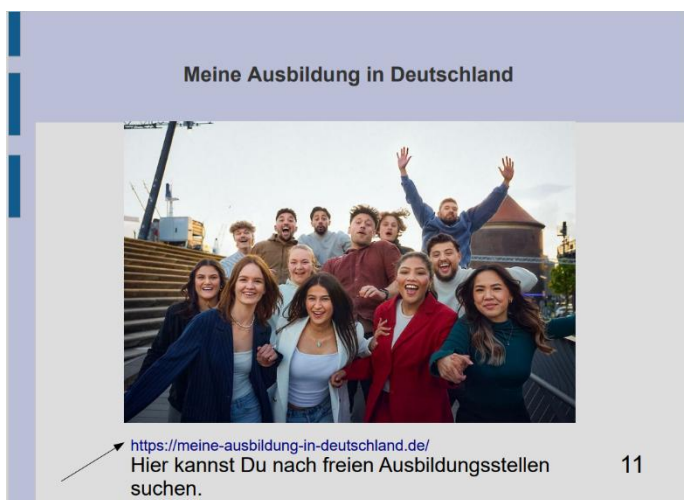 Meine Ausbildung in Deutschland
https://meine-ausbildung-in-deutschland.de/
Hier kannst Du nach freien Ausbildungsstellen
suchen.
11